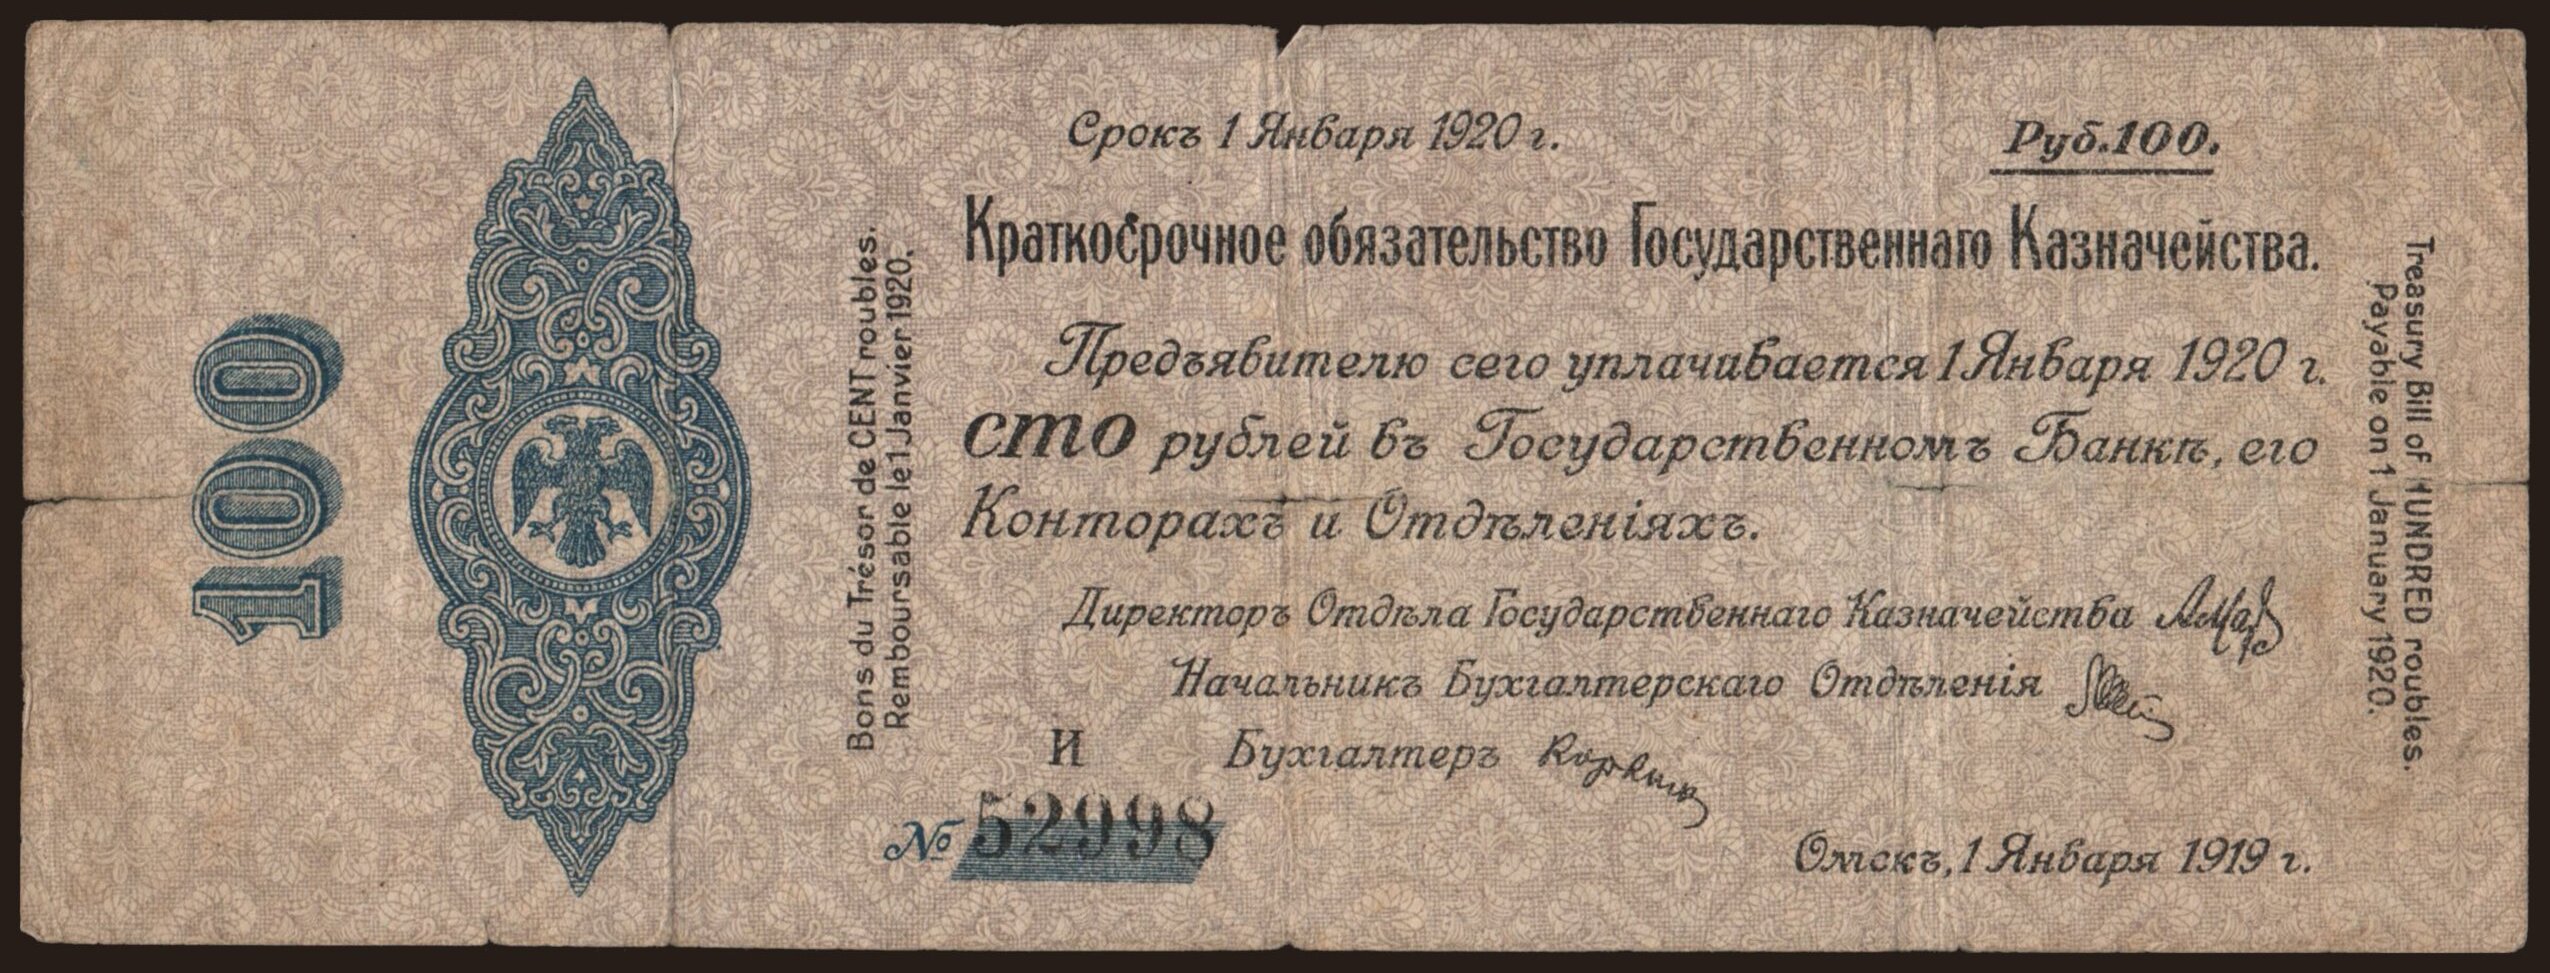 100
Bons du Trésor de CENT roubles.
Remboursable le 1 Janvier 1920.
Срокъ 1 Января 1920 г.
Руб. 100.
Краткосрочное обязательство Государственнаго Казначейства.
Предъявителю сего уплачивается 1 Января 1920 г.
сто рублей въ Государственномъ Банкѣ, его
Конторахъ и Отдѣленіяхъ.
Директоръ Отдѣла Государственнаго Казначейства
Начальникъ Бухгалтерскаго Отдѣленія
И
Бухгалтеръ
№ 52998
Омскъ, 1 Января 1919 г.
Treasury Bill of HUNDRED roubles.
Payable on 1 January 1920.